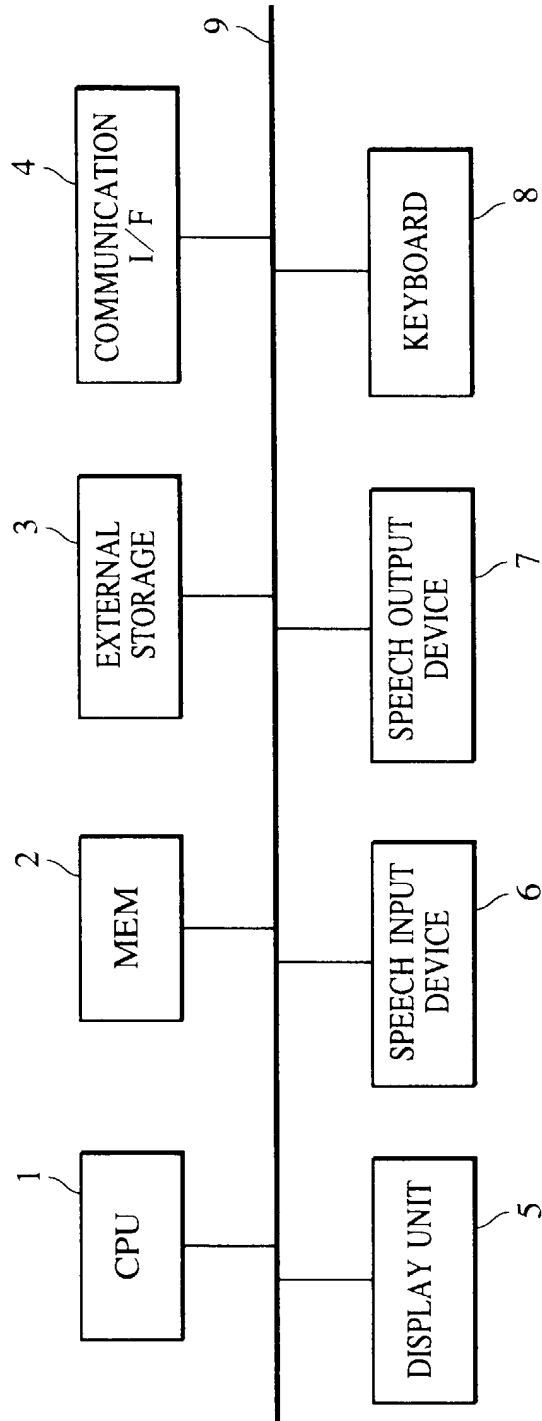 1
CPU
2
MEM
3
EXTERNAL
STORAGE
4
COMMUNICATION
I/F
9
DISPLAY UNIT
5
SPEECH INPUT
DEVICE
6
SPEECH OUTPUT
DEVICE
7
KEYBOARD
8